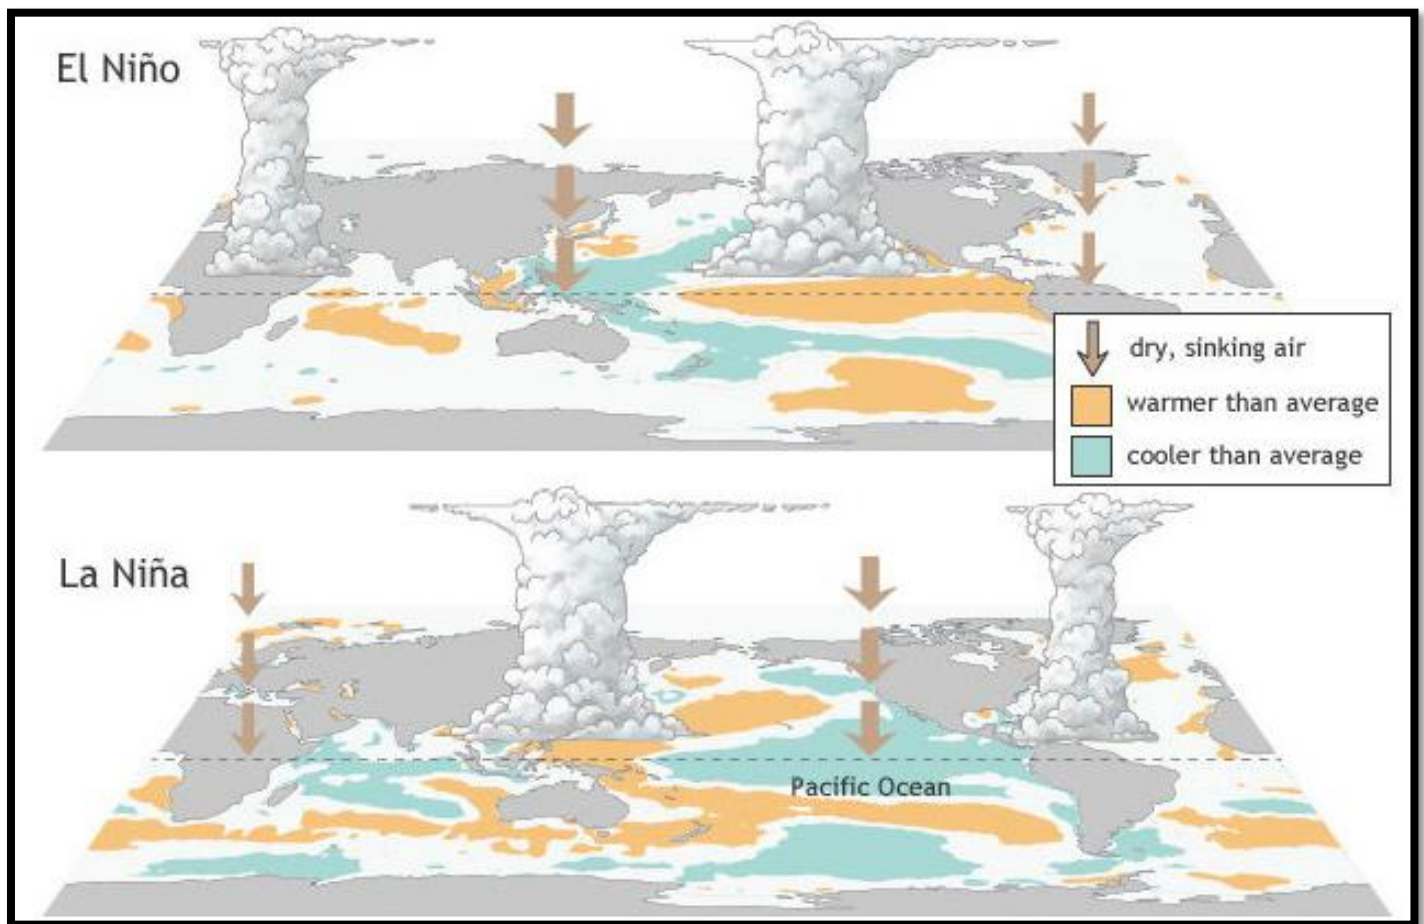 El Niño
dry, sinking air
warmer than average
cooler than average
La Niña
Pacific Ocean